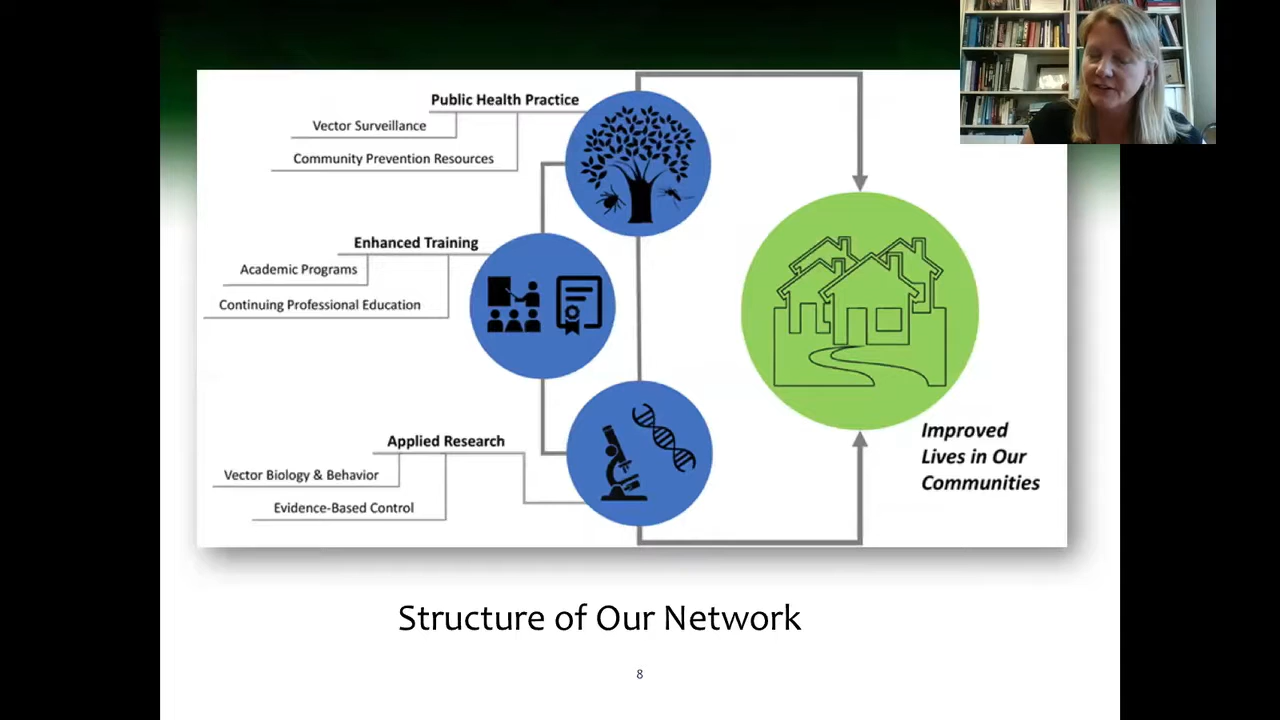 Public Health Practice
Vector Surveillance
Community Prevention Resources
Enhanced Training
Academic Programs
Continuing Professional Education
Applied Research
Vector Biology & Behavior
Evidence-Based Control
Improved
Lives in Our
Communities
Structure of Our Network
8